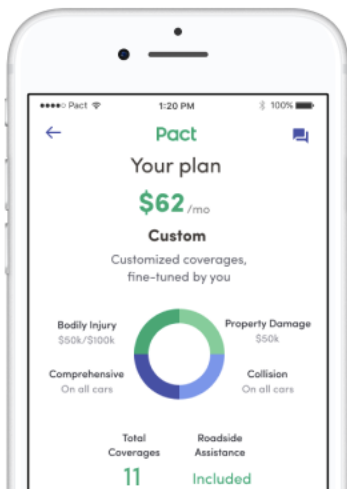 Pact 1:20 PM 100%
Pact
Your plan
$62 /mo
Custom
Customized coverages,
fine-tuned by you
Bodily Injury
$50k/$100k
Property Damage
$50k
Comprehensive
On all cars
Collision
On all cars
Total
Coverages
11
Roadside
Assistance
Included